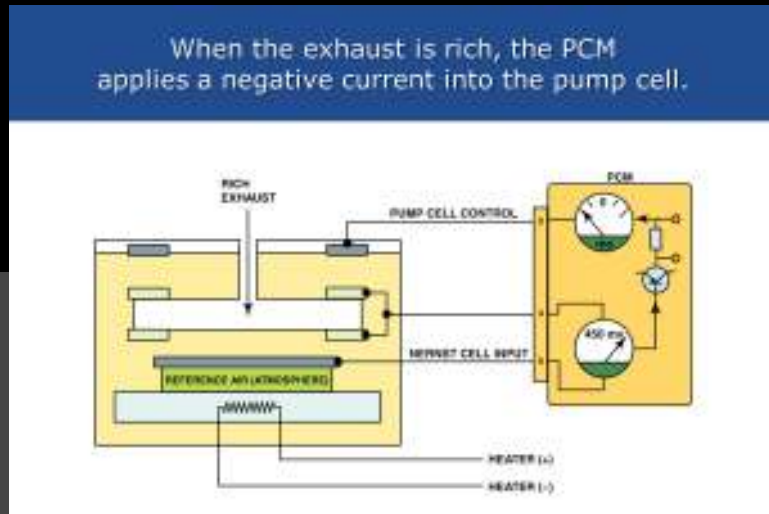 When the exhaust is rich, the PCM
applies a negative current into the pump cell.
RICH
EXHAUST
PCM
PUMP CELL CONTROL
0
450 mv
NERNST CELL INPUT
REFERENCE AIR (ATMOSPHERE)
HEATER (+)
HEATER (–)